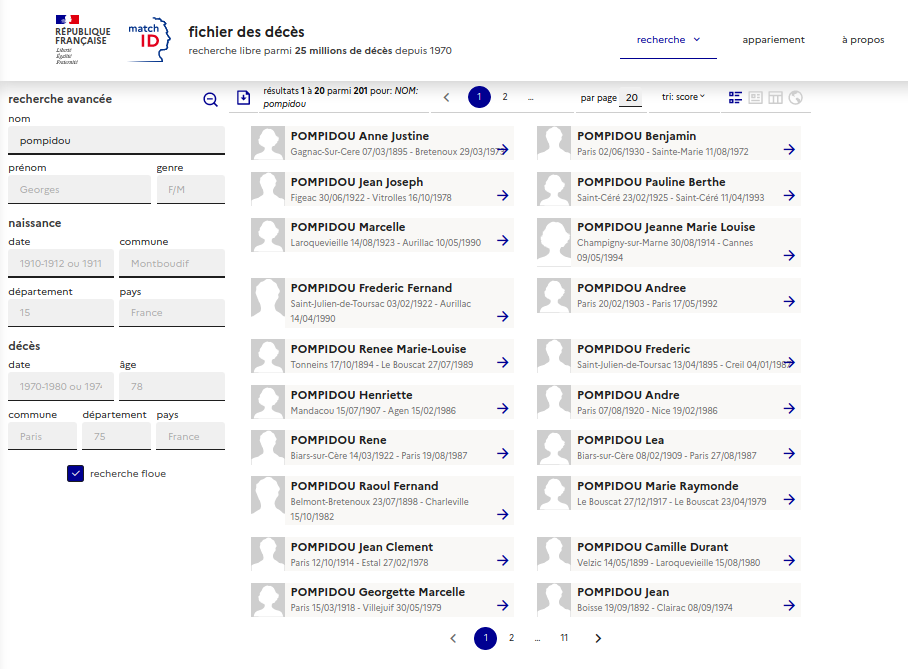 RÉPUBLIQUE
FRANÇAISE
Liberté
Égalité
Fraternité
match
ID
fichier des décès
recherche libre parmi 25 millions de décès depuis 1970
recherche
appariement
à propos
recherche avancée
nom
pompidou
prénom
genre
Georges
F/M
naissance
date
commune
1910-1912 ou 1911
Montboudif
département
pays
15
France
décès
date
âge
1970-1980 ou 1974
78
commune
département
pays
Paris
75
France
recherche floue
résultats 1 à 20 parmi 201 pour: NOM:
pompidou
1
2
...
par page 20
tri: score
POMPIDOU Anne Justine
Gagnac-Sur-Cere 07/03/1895 - Bretenoux 29/03/1973
POMPIDOU Benjamin
Paris 02/06/1930 - Sainte-Marie 11/08/1972
POMPIDOU Jean Joseph
Figeac 30/06/1922 - Vitrolles 16/10/1978
POMPIDOU Pauline Berthe
Saint-Céré 23/02/1925 - Saint-Céré 11/04/1993
POMPIDOU Marcelle
Laroquevieille 14/08/1923 - Aurillac 10/05/1990
POMPIDOU Jeanne Marie Louise
Champigny-sur-Marne 30/08/1914 - Cannes
09/05/1994
POMPIDOU Frederic Fernand
Saint-Julien-de-Toursac 03/02/1922 - Aurillac
14/04/1990
POMPIDOU Andree
Paris 20/02/1903 - Paris 17/05/1992
POMPIDOU Renee Marie-Louise
Tonneins 17/10/1894 - Le Bouscat 27/07/1989
POMPIDOU Frederic
Saint-Julien-de-Toursac 13/04/1895 - Creil 04/01/198
POMPIDOU Henriette
Mandacou 15/07/1907 - Agen 15/02/1986
POMPIDOU Andre
Paris 07/08/1920 - Nice 19/02/1986
POMPIDOU Rene
Biars-sur-Cère 14/03/1922 - Paris 19/08/1987
POMPIDOU Lea
Biars-sur-Cère 08/02/1909 - Paris 27/08/1987
POMPIDOU Raoul Fernand
Belmont-Bretenoux 23/07/1898 - Charleville
15/10/1982
POMPIDOU Marie Raymonde
Le Bouscat 27/12/1917 - Le Bouscat 23/04/1979
POMPIDOU Jean Clement
Paris 12/10/1914 - Estal 27/02/1978
POMPIDOU Camille Durant
Velzic 14/05/1899 - Laroquevieille 15/08/1980
POMPIDOU Georgette Marcelle
Paris 15/03/1918 - Villejuif 30/05/1979
POMPIDOU Jean
Boisse 19/09/1892 - Clairac 08/09/1974
1
2
...
11